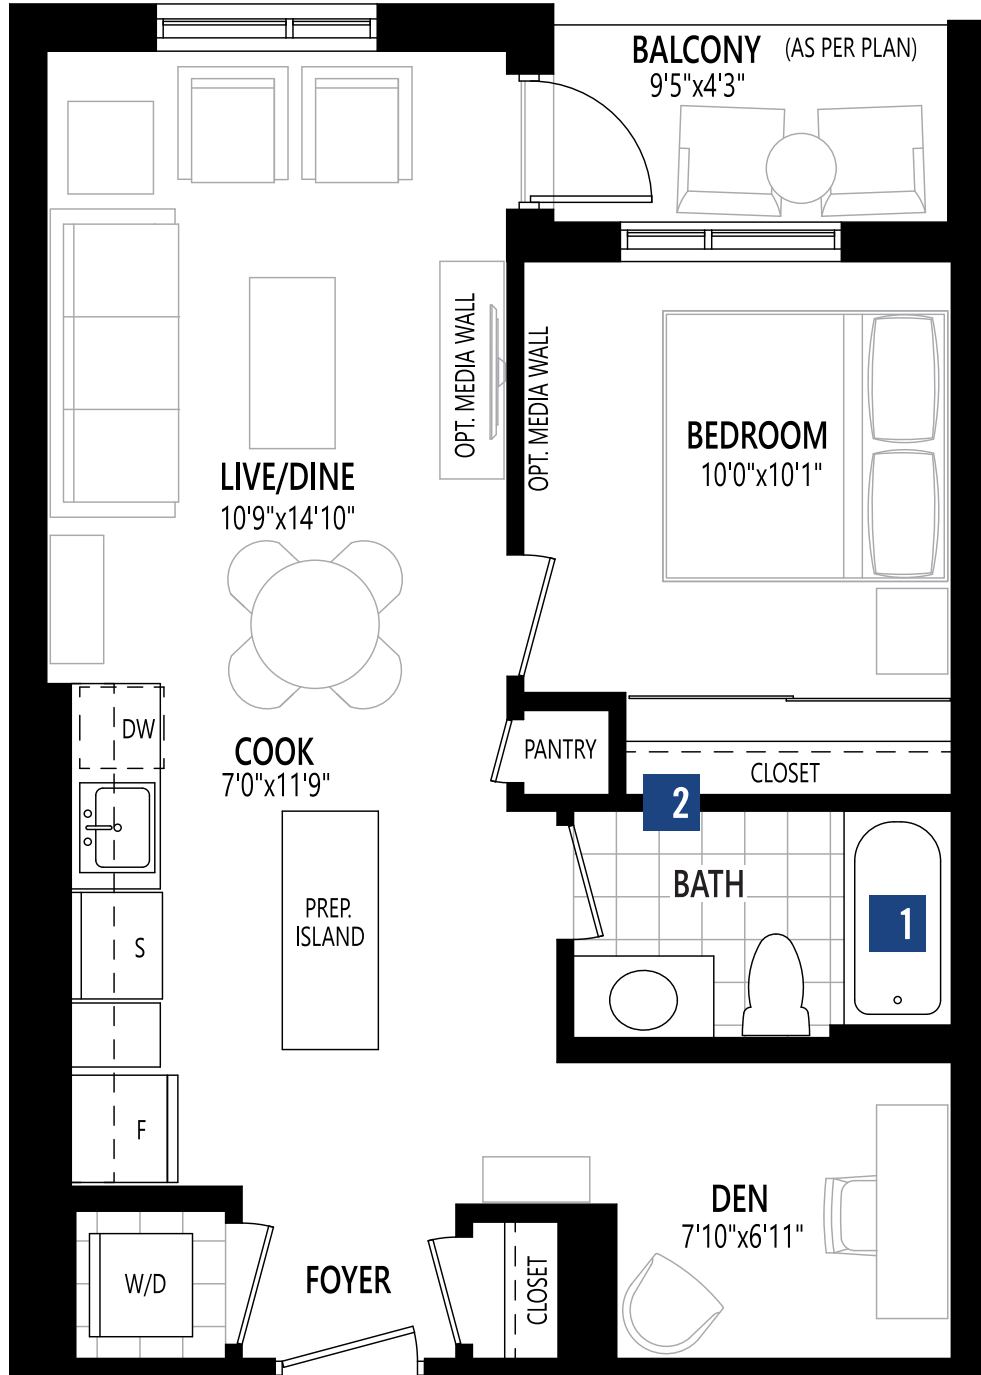 BALCONY (AS PER PLAN)
9'5"x4'3"
OPT. MEDIA WALL
OPT. MEDIA WALL
BEDROOM
10'0"x10'1"
LIVE/DINE
10'9"x14'10"
DW
COOK
7'0"x11'9"
PANTRY
CLOSET
2
BATH
1
PREP.
ISLAND
S
F
DEN
7'10"x6'11"
W/D
FOYER
CLOSET